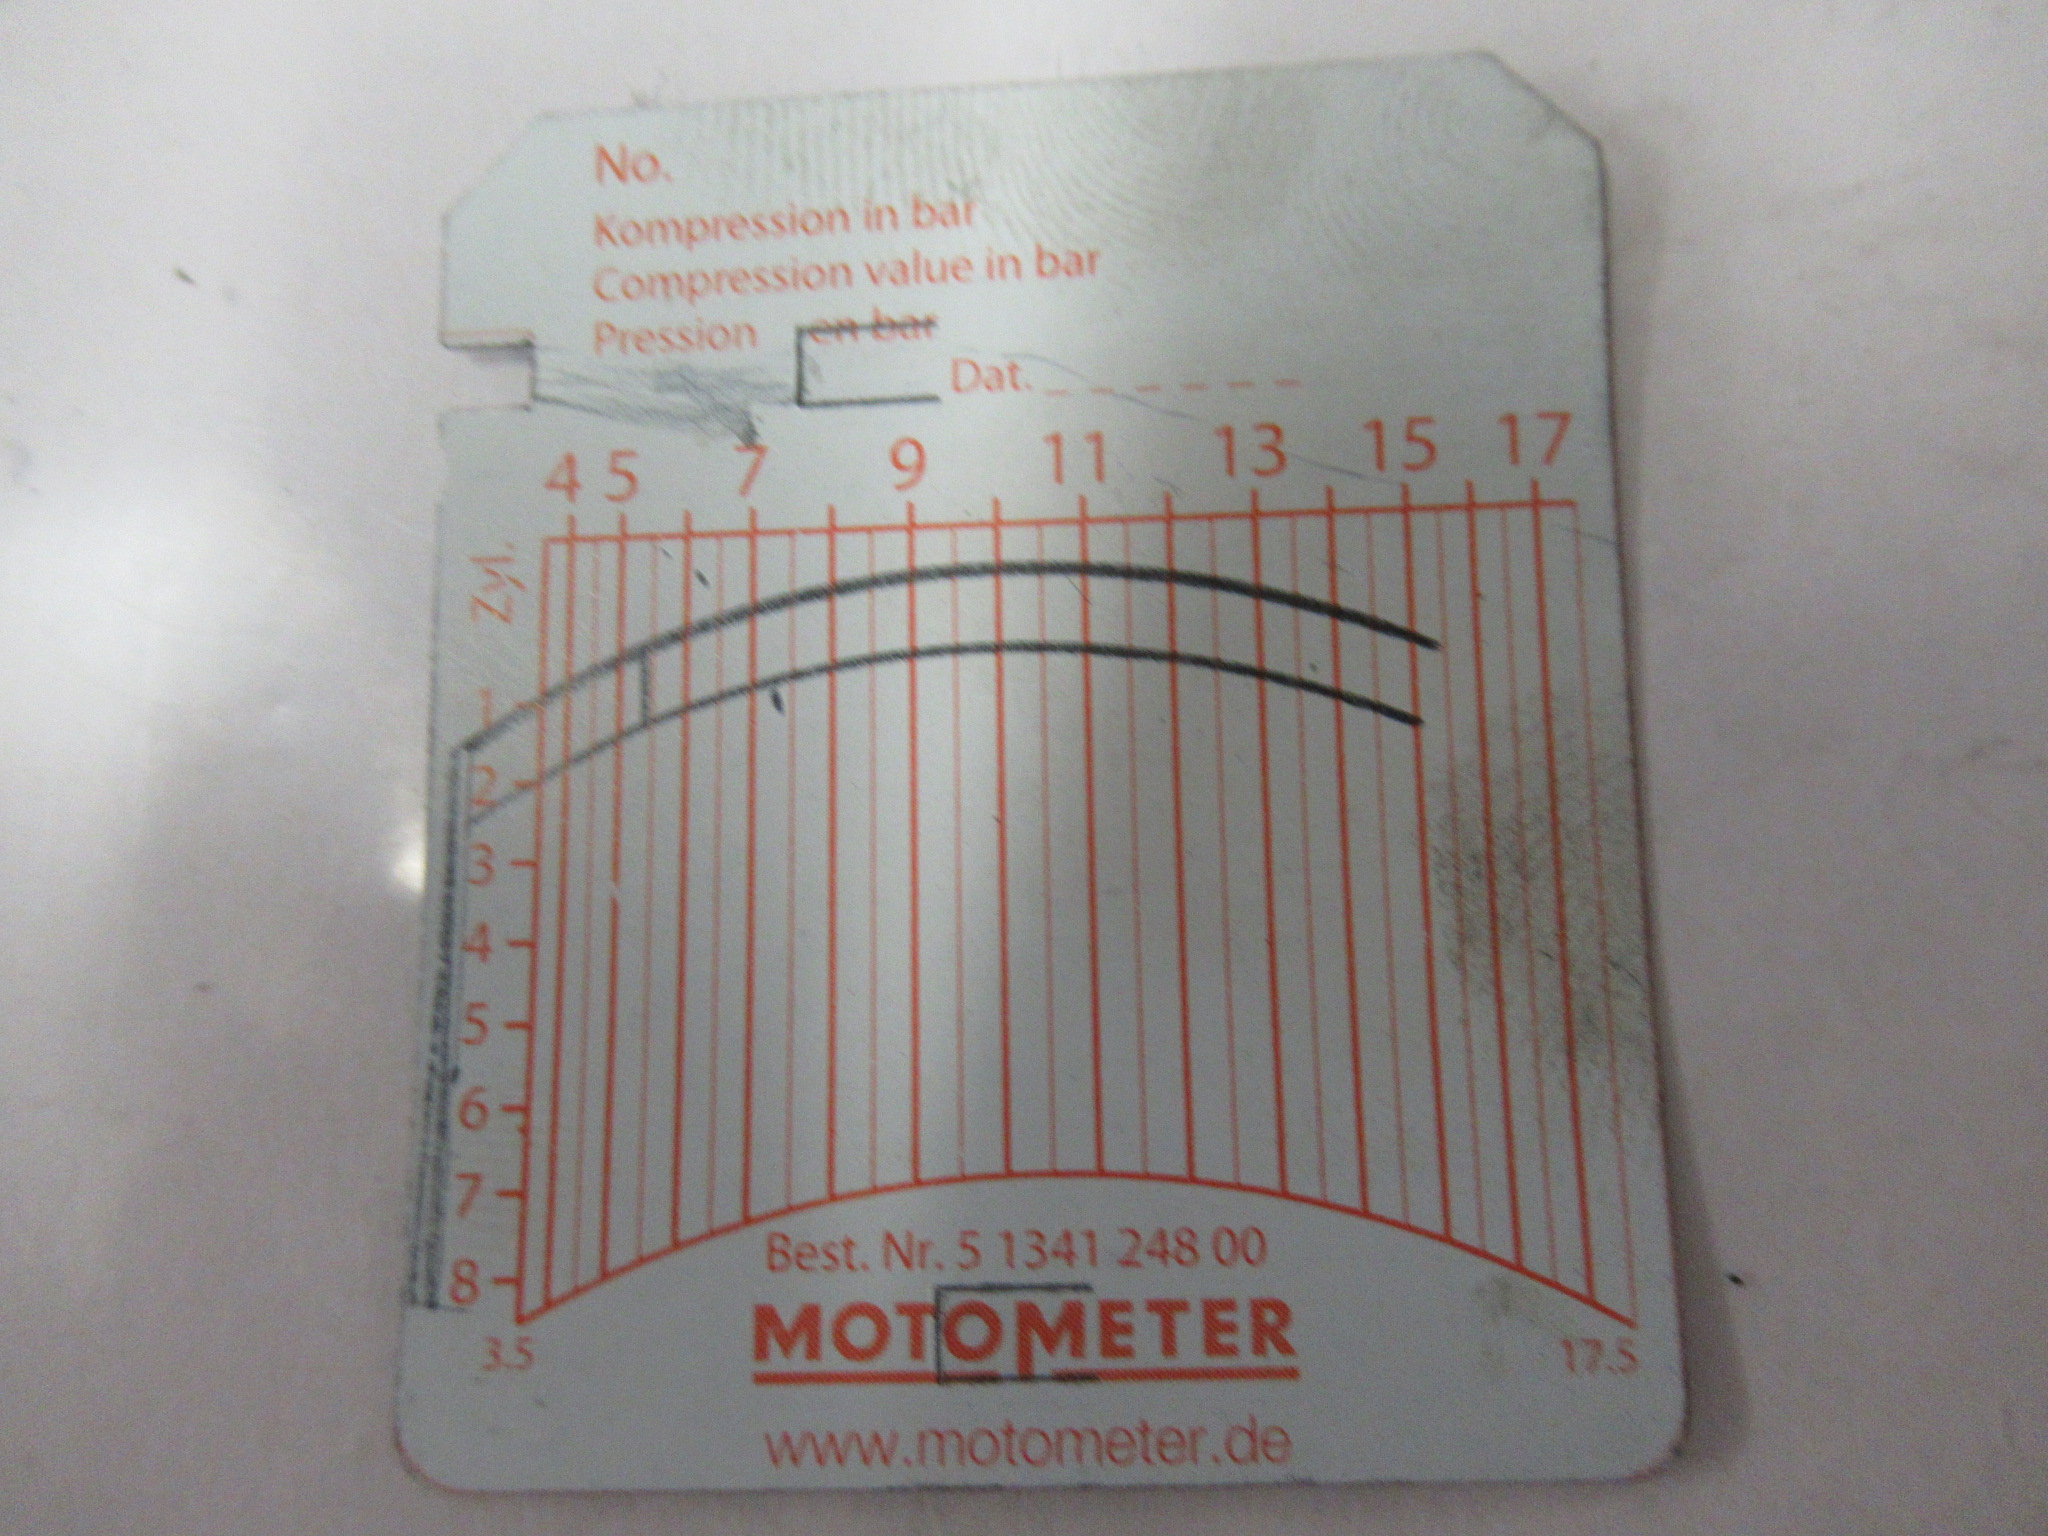 No.
Kompression in bar
Compression value in bar
Pression en bar
Dat.
4 5 7 9 11 13 15 17
Zyl.
1
2
3
4
5
6
7
8
3.5 17.5
Best. Nr. 5 1341 248 00
MOTOMETER
www.motometer.de